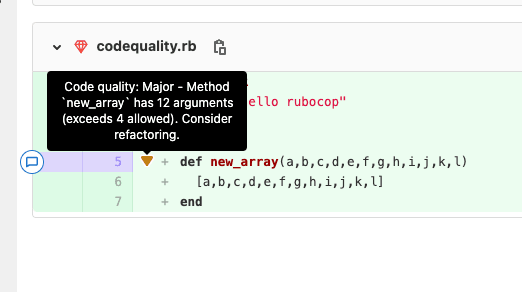 codequality.rb
Code quality: Major - Method
`new_array` has 12 arguments
(exceeds 4 allowed). Consider
refactoring.
ello rubocop"
5 + def new_array(a,b,c,d,e,f,g,h,i,j,k,l)
6 + [a,b,c,d,e,f,g,h,i,j,k,l]
7 + end